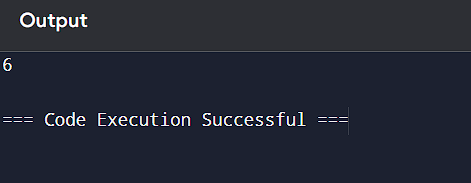 Output
6
=== Code Execution Successful ===